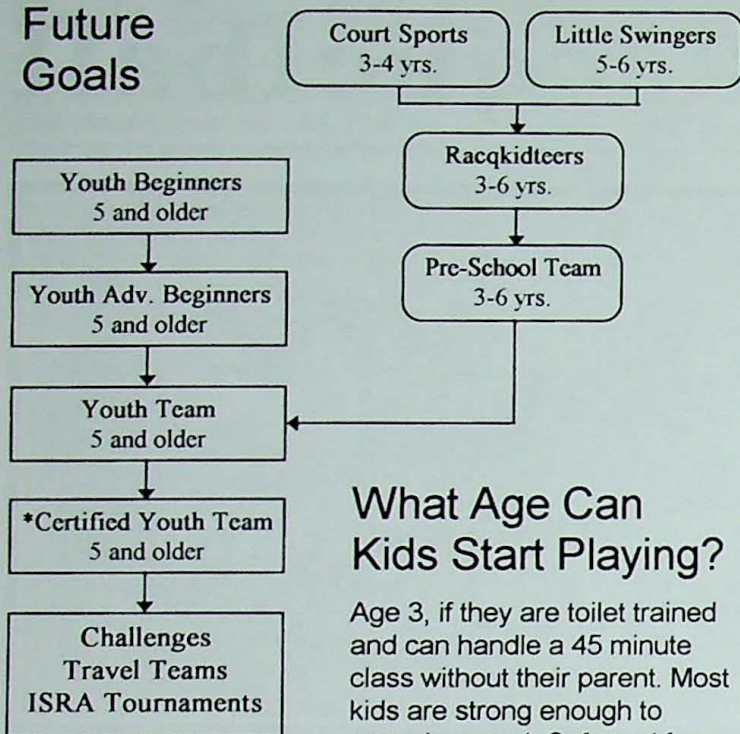 Future
Goals
Court Sports
3-4 yrs.
Little Swingers
5-6 yrs.
Racqkidteers
3-6 yrs.
Pre-School Team
3-6 yrs.
Youth Beginners
5 and older
Youth Adv. Beginners
5 and older
Youth Team
5 and older
*Certified Youth Team
5 and older
Challenges
Travel Teams
ISRA Tournaments
What Age Can
Kids Start Playing?
Age 3, if they are toilet trained
and can handle a 45 minute
class without their parent. Most
kids are strong enough to